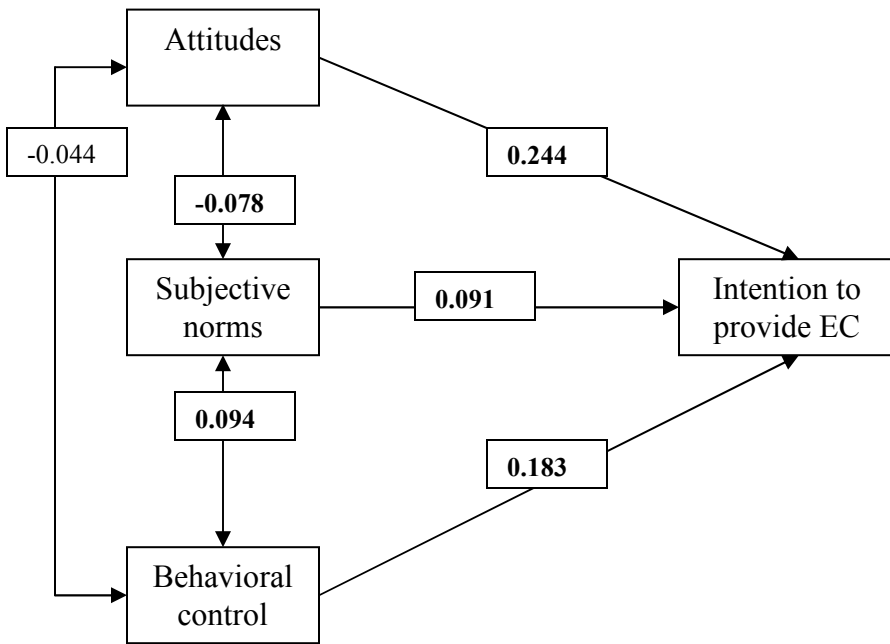 Attitudes
-0.044
0.244
-0.078
Subjective
norms
0.091
Intention to
provide EC
0.094
0.183
Behavioral
control